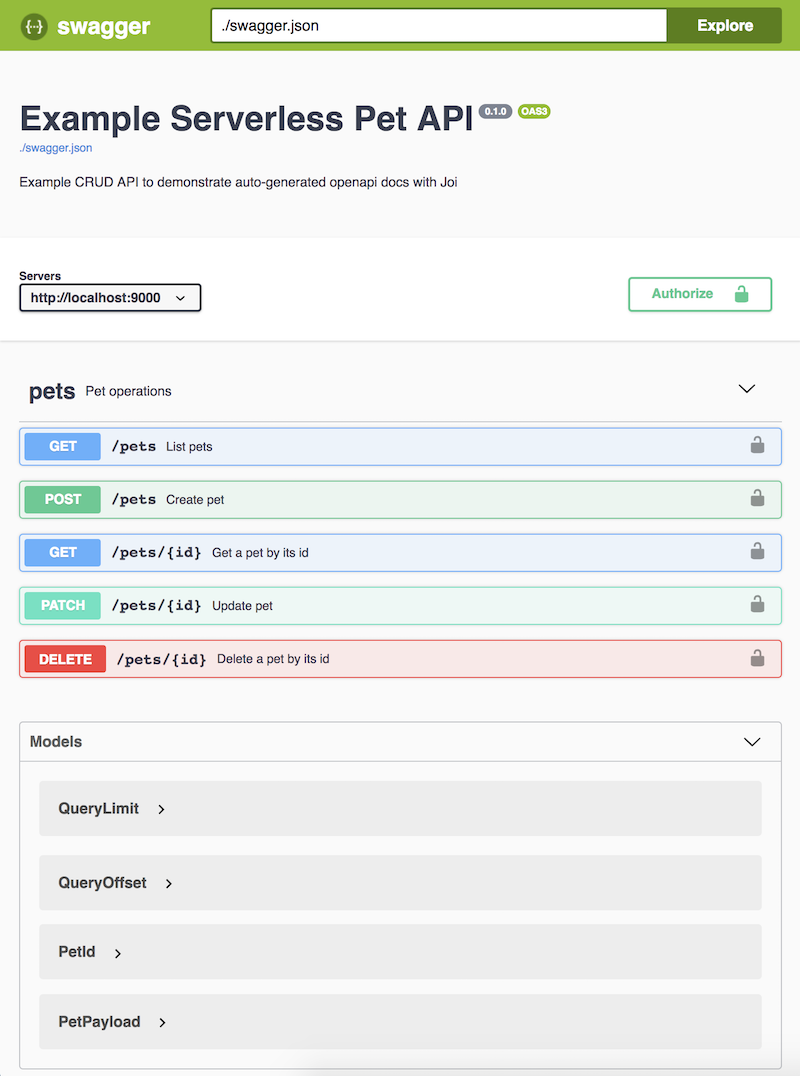 swagger
./swagger.json
Explore
Example Serverless Pet API 0.1.0 OAS3
./swagger.json
Example CRUD API to demonstrate auto-generated openapi docs with Joi
Servers
http://localhost:9000
Authorize
pets Pet operations
GET /pets List pets
POST /pets Create pet
GET /pets/{id} Get a pet by its id
PATCH /pets/{id} Update pet
DELETE /pets/{id} Delete a pet by its id
Models
QueryLimit
QueryOffset
PetId
PetPayload